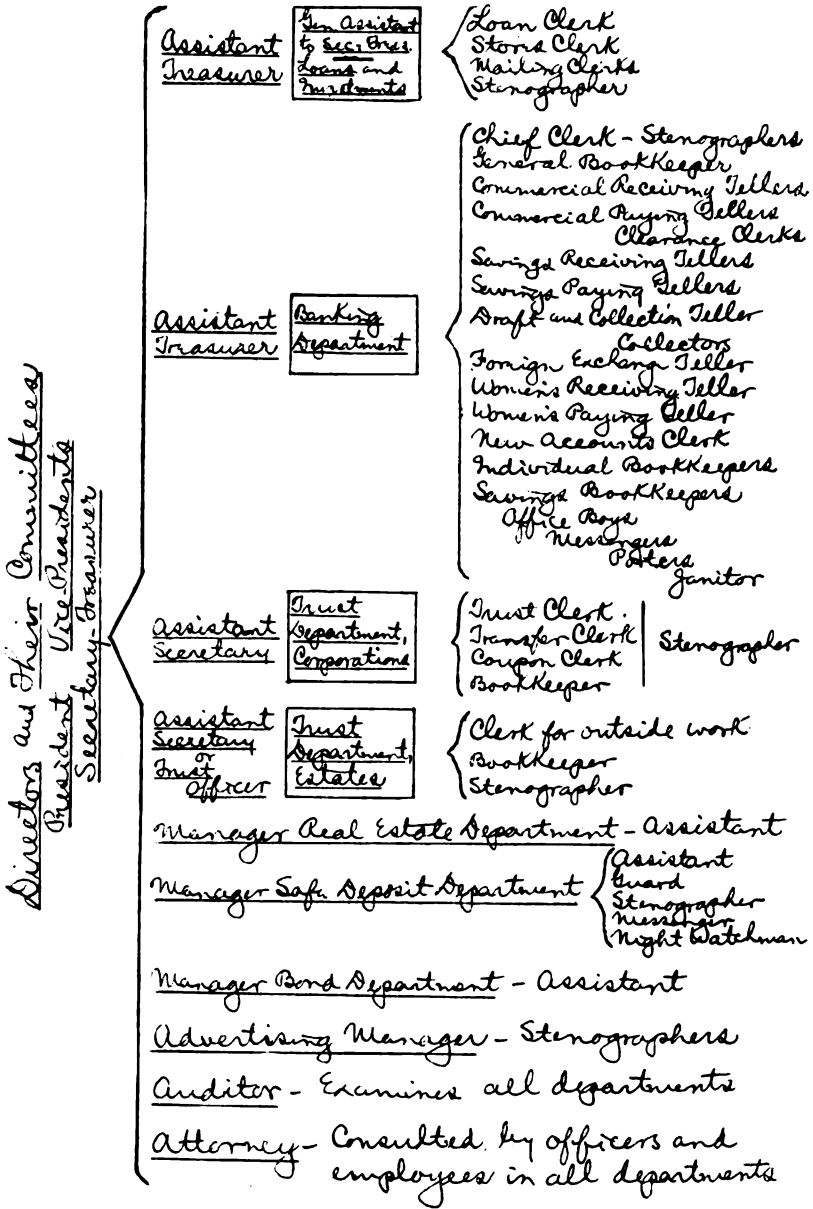 Directors and Their Committees
President Vice-Presidents
Secretary-Treasurer
Assistant
Treasurer
Gen. Assistant
to Sec.-Treas.
Loans and
Investments
Loan Clerk
Stores Clerk
Mailing Clerks
Stenographer
Assistant
Treasurer
Banking
Department
Chief Clerk - Stenographers
General BookKeeper
Commercial Receiving Tellers
Commercial Paying Tellers
Clearance Clerks
Savings Receiving Tellers
Savings Paying Tellers
Draft and Collection Teller
Collectors
Foreign Exchang Teller
Women's Receiving Teller
Women's Paying Teller
New Accounts Clerk
Individual BookKeepers
Savings BookKeepers
Office Boys
Messengers
Porters
Janitor
Assistant
Secretary
Trust
Department,
Corporations
Trust Clerk.
Transfer Clerk
Coupon Clerk
BookKeeper
Stenographer
Assistant
Secretary
or
Trust
Officer
Trust
Department,
Estates
Clerk for outside work
BookKeeper
Stenographer
Manager Real Estate Department - Assistant
Manager Safe Deposit Department
Assistant
Guard
Stenographer
Messenger
Night Watchman
Manager Bond Department - Assistant
Advertising Manager - Stenographers
Auditor - Examines all departments
Attorney - Consulted by officers and
employees in all departments